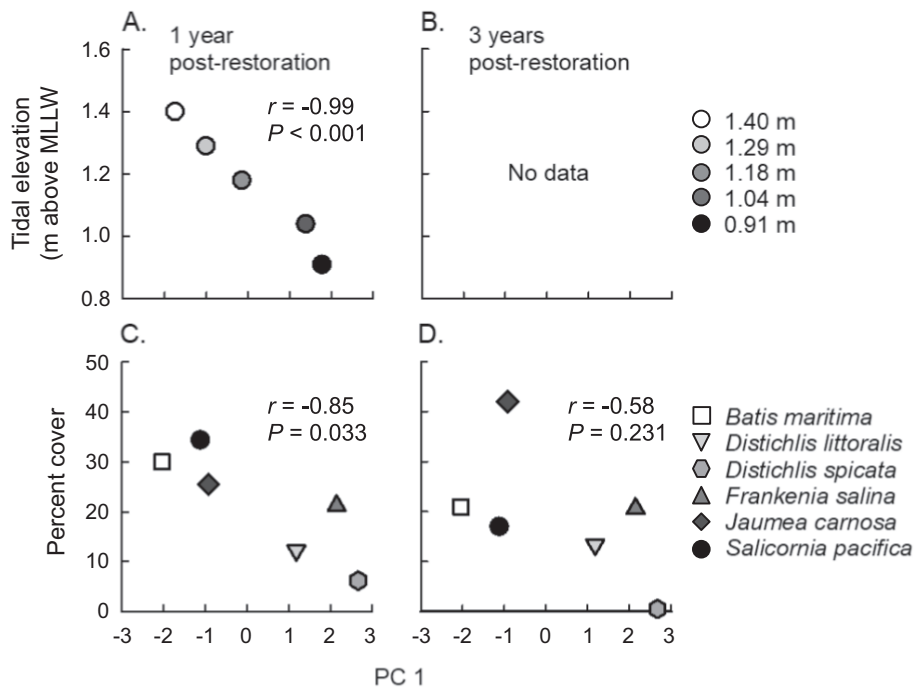 A.
1 year
post-restoration
B.
3 years
post-restoration
1.6
1.4
1.2
1.0
0.8
Tidal elevation
(m above MLLW)
r = -0.99
P < 0.001
No data
1.40 m
1.29 m
1.18 m
1.04 m
0.91 m
C.
D.
50
40
30
20
10
0
Percent cover
r = -0.85
P = 0.033
r = -0.58
P = 0.231
Batis maritima
Distichlis littoralis
Distichlis spicata
Frankenia salina
Jaumea carnosa
Salicornia pacifica
-3 -2 -1 0 1 2 3
-3 -2 -1 0 1 2 3
PC 1